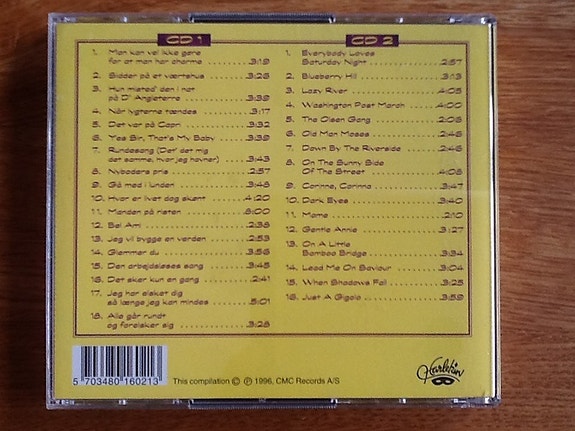 CD 1
1. Man kan vel ikke gøre
for at man har charme ..... 3:19
2. Sidder på et værtshus ..... 3:26
3. Hun misted' den i nat
på D' Angleterre ..... 3:39
4. Når lygterne tændes ..... 3:17
5. Det var på Capri ..... 3:32
6. Yes Sir, That's My Baby ..... 3:39
7. Rundesang (Det' det mig
det samme, hvor jeg havner) ..... 3:43
8. Nyboders pris ..... 2:57
9. Gå med i lunden ..... 3:48
10. Hvor er livet dog skønt ..... 4:20
11. Manden på risten ..... 6:00
12. Bel Ami ..... 2:38
13. Jeg vil bygge en verden ..... 2:53
14. Glemmer du ..... 3:56
15. Den arbejdsløses sang ..... 3:45
16. Det sker kun en gang ..... 2:41
17. Jeg har elsket dig
så længe jeg kan mindes ..... 5:01
18. Alle går rundt
og forelsker sig ..... 3:28
CD 2
1. Everybody Loves
Saturday Night ..... 2:57
2. Blueberry Hill ..... 3:13
3. Lazy River ..... 4:05
4. Washington Post March ..... 4:00
5. The Olsen Gang ..... 2:06
6. Old Man Moses ..... 2:46
7. Down By The Riverside ..... 2:46
8. On The Sunny Side
Of The Street ..... 4:08
9. Corinne, Corinna ..... 3:47
10. Dark Eyes ..... 3:40
11. Mame ..... 2:10
12. Gentle Annie ..... 3:27
13. On A Little
Bamboo Bridge ..... 3:34
14. Lead Me On Saviour ..... 3:04
15. When Shadows Fall ..... 3:25
16. Just A Gigolo ..... 3:59
5 703480 160213
This compilation © ℗ 1996, CMC Records A/S
Harlekin